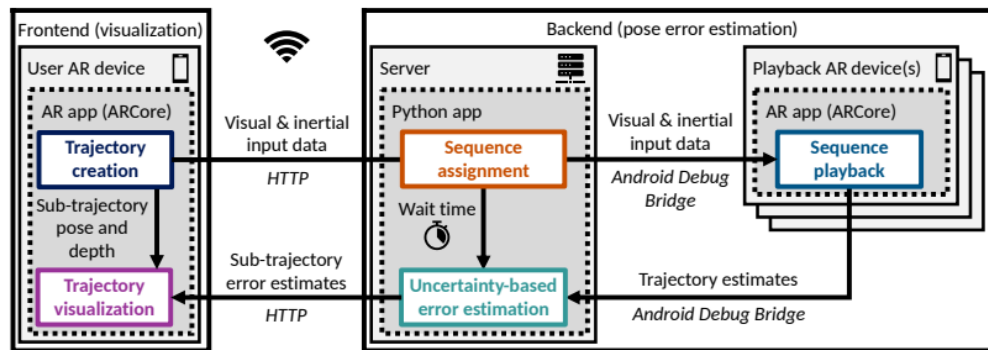 Frontend (visualization)
User AR device
AR app (ARCore)
Trajectory
creation
Sub-trajectory
pose and
depth
Trajectory
visualization
Visual & inertial
input data
HTTP
Sub-trajectory
error estimates
HTTP
Backend (pose error estimation)
Server
Python app
Sequence
assignment
Wait time
Uncertainty-based
error estimation
Visual & inertial
input data
Android Debug
Bridge
Trajectory estimates
Android Debug Bridge
Playback AR device(s)
AR app (ARCore)
Sequence
playback